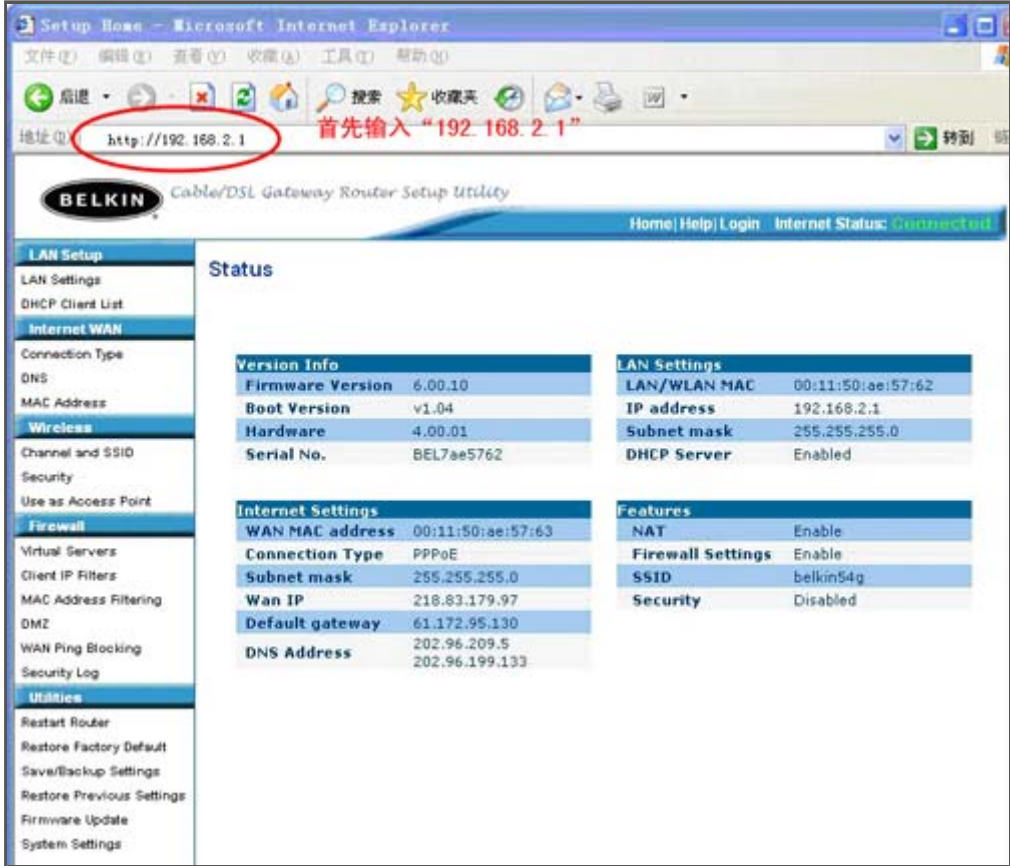 Setup Home - Microsoft Internet Explorer
文件(F) 编辑(E) 查看(V) 收藏(A) 工具(T) 帮助(H)
后退 搜索 收藏夹
地址(D) http://192.168.2.1 转到
首先输入“192.168.2.1”
BELKIN Cable/DSL Gateway Router Setup Utility
Home|Help|Login Internet Status: Connected
LAN Setup
LAN Settings
DHCP Client List
Internet WAN
Connection Type
DNS
MAC Address
Wireless
Channel and SSID
Security
Use as Access Point
Firewall
Virtual Servers
Client IP Filters
MAC Address Filtering
DMZ
WAN Ping Blocking
Security Log
Utilities
Restart Router
Restore Factory Default
Save/Backup Settings
Restore Previous Settings
Firmware Update
System Settings
Status
Version Info
Firmware Version 6.00.10
Boot Version v1.04
Hardware 4.00.01
Serial No. BEL7ae5762
LAN Settings
LAN/WLAN MAC 00:11:50:ae:57:62
IP address 192.168.2.1
Subnet mask 255.255.255.0
DHCP Server Enabled
Internet Settings
WAN MAC address 00:11:50:ae:57:63
Connection Type PPPoE
Subnet mask 255.255.255.0
Wan IP 218.83.179.97
Default gateway 61.172.95.130
DNS Address 202.96.209.5
202.96.199.133
Features
NAT Enable
Firewall Settings Enable
SSID belkin54g
Security Disabled